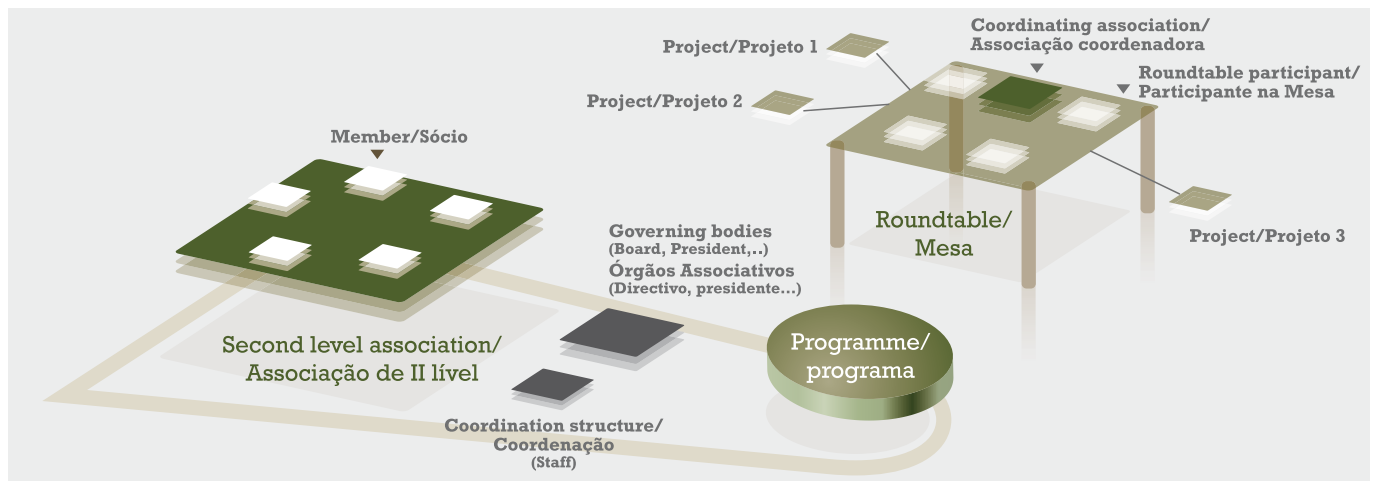 Coordinating association/
Associação coordenadora
Project/Projeto 1
Roundtable participant/
Participante na Mesa
Project/Projeto 2
Member/Sócio
Roundtable/
Mesa
Project/Projeto 3
Governing bodies
(Board, President,..)
Órgãos Associativos
(Directivo, presidente...)
Second level association/
Associação de II lível
Programme/
programa
Coordination structure/
Coordenação
(Staff)